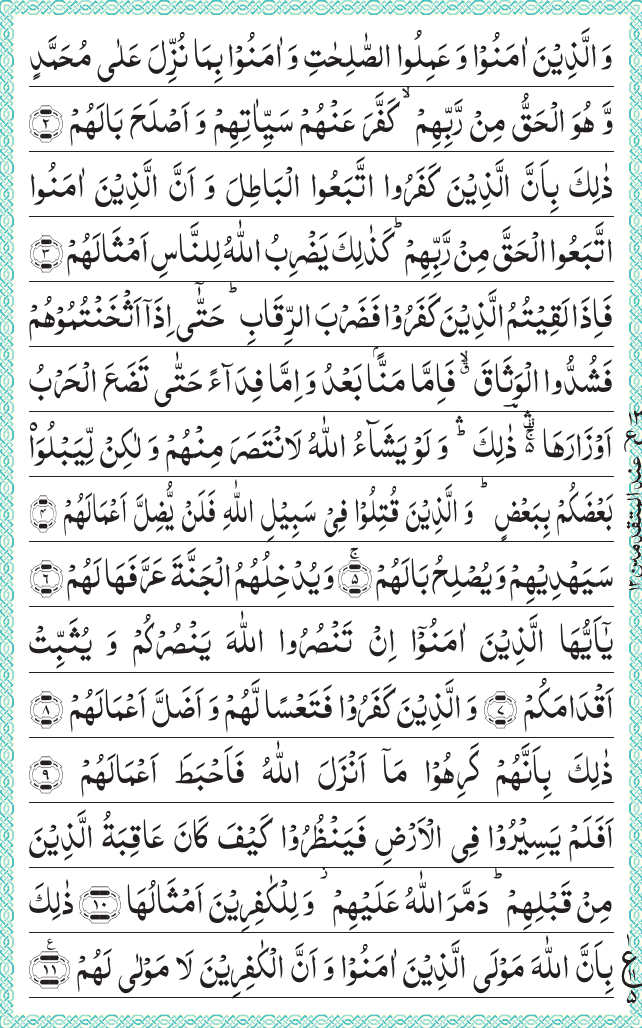 وَ الَّذِیْنَ اٰمَنُوْا وَ عَمِلُوا الصّٰلِحٰتِ وَ اٰمَنُوْا بِمَا نُزِّلَ عَلٰی مُحَمَّدٍ
وَّ هُوَ الْحَقُّ مِنْ رَّبِّهِمْ ۙ كَفَّرَ عَنْهُمْ سَیِّاٰتِهِمْ وَ اَصْلَحَ بَالَهُمْ ﴿۲﴾
ذٰلِكَ بِاَنَّ الَّذِیْنَ كَفَرُوا اتَّبَعُوا الْبَاطِلَ وَ اَنَّ الَّذِیْنَ اٰمَنُوا
اتَّبَعُوا الْحَقَّ مِنْ رَّبِّهِمْ ؕ كَذٰلِكَ یَضْرِبُ اللّٰهُ لِلنَّاسِ اَمْثَالَهُمْ ﴿۳﴾
فَاِذَا لَقِیْتُمُ الَّذِیْنَ كَفَرُوْا فَضَرْبَ الرِّقَابِ ؕ حَتّٰۤی اِذَاۤ اَثْخَنْتُمُوْهُمْ
فَشُدُّوا الْوَثَاقَ ۙ۬ فَاِمَّا مَنًّۢا بَعْدُ وَ اِمَّا فِدَآءً حَتّٰی تَضَعَ الْحَرْبُ
اَوْزَارَهَا ۛ۬ۚ ذٰلِكَ ؕۛ وَ لَوْ یَشَآءُ اللّٰهُ لَانْتَصَرَ مِنْهُمْ وَ لٰكِنْ لِّیَبْلُوَا۠
بَعْضَكُمْ بِبَعْضٍ ؕ وَ الَّذِیْنَ قُتِلُوْا فِیْ سَبِیْلِ اللّٰهِ فَلَنْ یُّضِلَّ اَعْمَالَهُمْ ﴿۴﴾
سَیَهْدِیْهِمْ وَ یُصْلِحُ بَالَهُمْ ﴿ۚ۵﴾ وَ یُدْخِلُهُمُ الْجَنَّةَ عَرَّفَهَا لَهُمْ ﴿۶﴾
یٰۤاَیُّهَا الَّذِیْنَ اٰمَنُوْۤا اِنْ تَنْصُرُوا اللّٰهَ یَنْصُرْكُمْ وَ یُثَبِّتْ
اَقْدَامَكُمْ ﴿۷﴾ وَ الَّذِیْنَ كَفَرُوْا فَتَعْسًا لَّهُمْ وَ اَضَلَّ اَعْمَالَهُمْ ﴿۸﴾
ذٰلِكَ بِاَنَّهُمْ كَرِهُوْا مَاۤ اَنْزَلَ اللّٰهُ فَاَحْبَطَ اَعْمَالَهُمْ ﴿۹﴾
اَفَلَمْ یَسِیْرُوْا فِی الْاَرْضِ فَیَنْظُرُوْا كَیْفَ كَانَ عَاقِبَةُ الَّذِیْنَ
مِنْ قَبْلِهِمْ ؕ دَمَّرَ اللّٰهُ عَلَیْهِمْ ؗ وَ لِلْكٰفِرِیْنَ اَمْثَالُهَا ﴿۱۰﴾ ذٰلِكَ
بِاَنَّ اللّٰهَ مَوْلَی الَّذِیْنَ اٰمَنُوْا وَ اَنَّ الْكٰفِرِیْنَ لَا مَوْلٰی لَهُمْ ﴿۱۱﴾
عند المتقدمین ۱۲